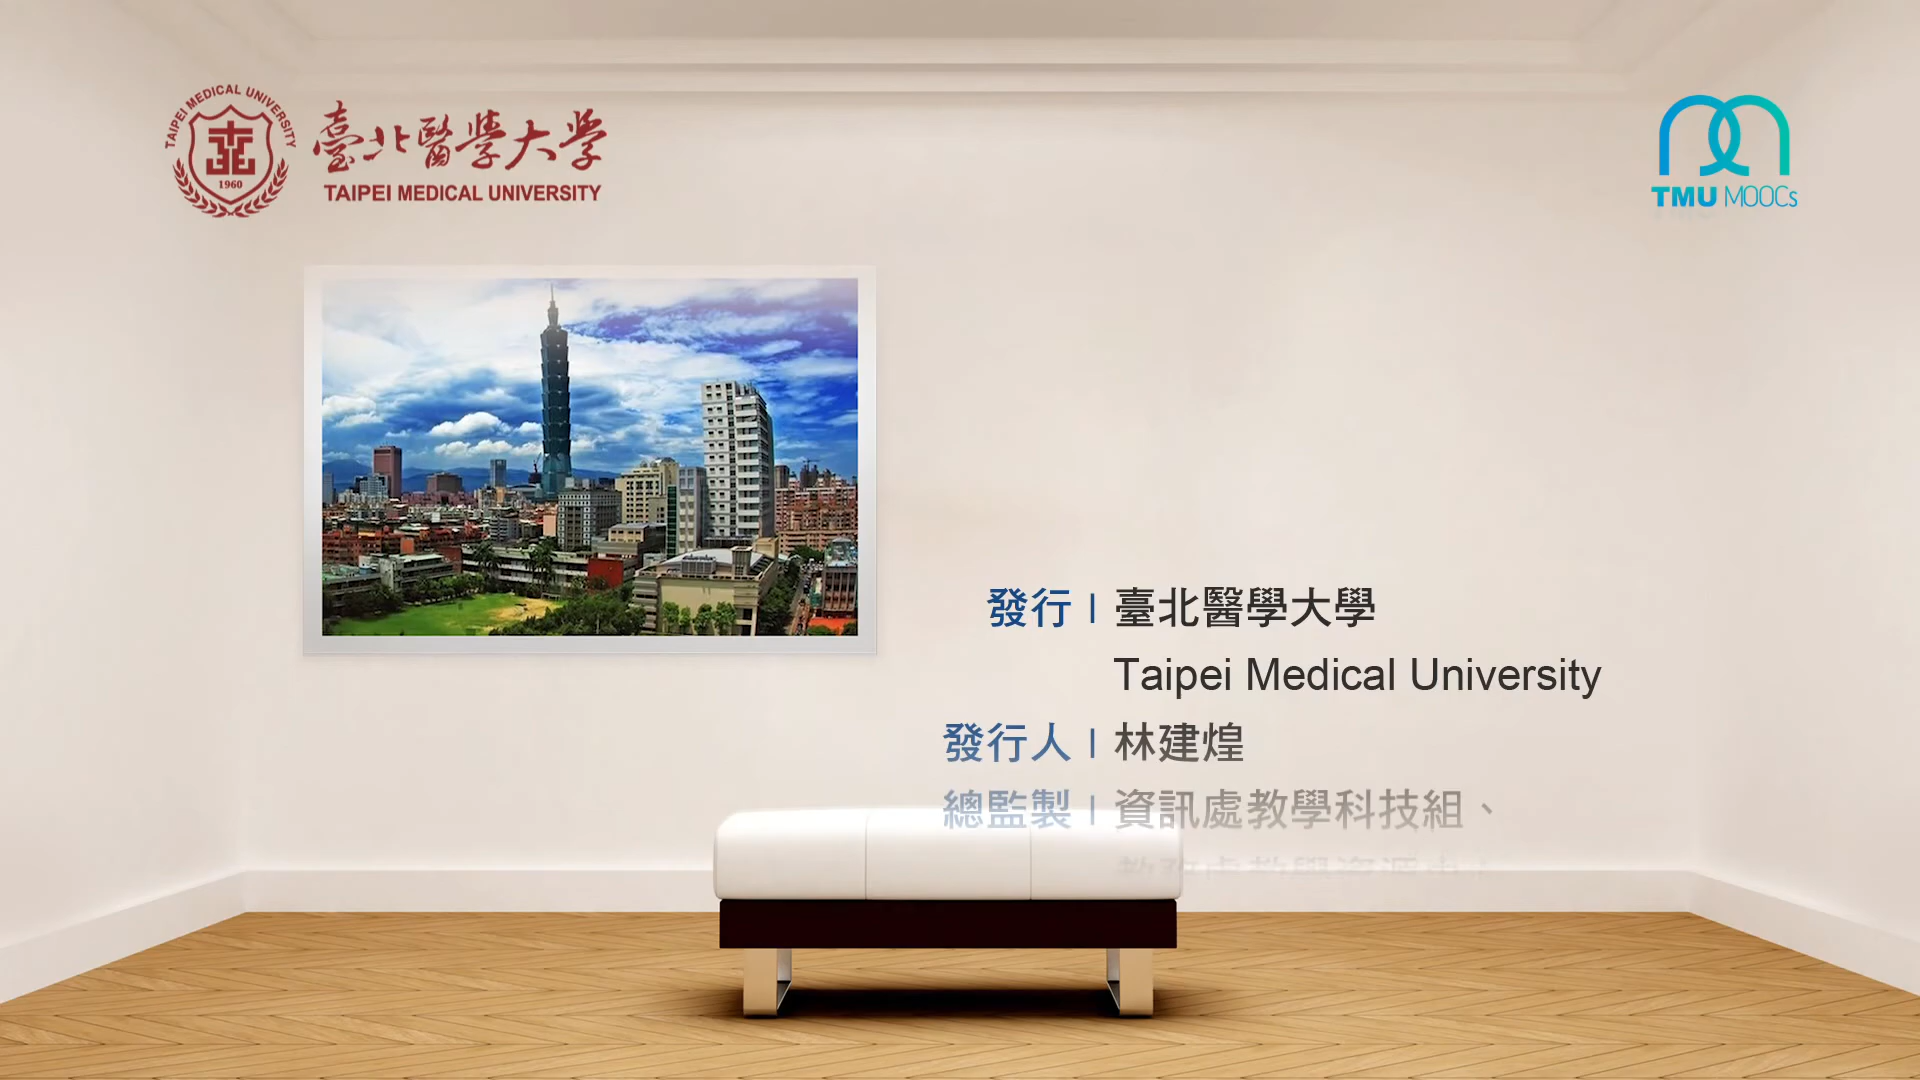 TAIPEI MEDICAL UNIVERSITY
1960
臺北醫學大學
TAIPEI MEDICAL UNIVERSITY
TMU MOOCs
發行 | 臺北醫學大學
Taipei Medical University
發行人 | 林建煌
總監製 | 資訊處教學科技組、